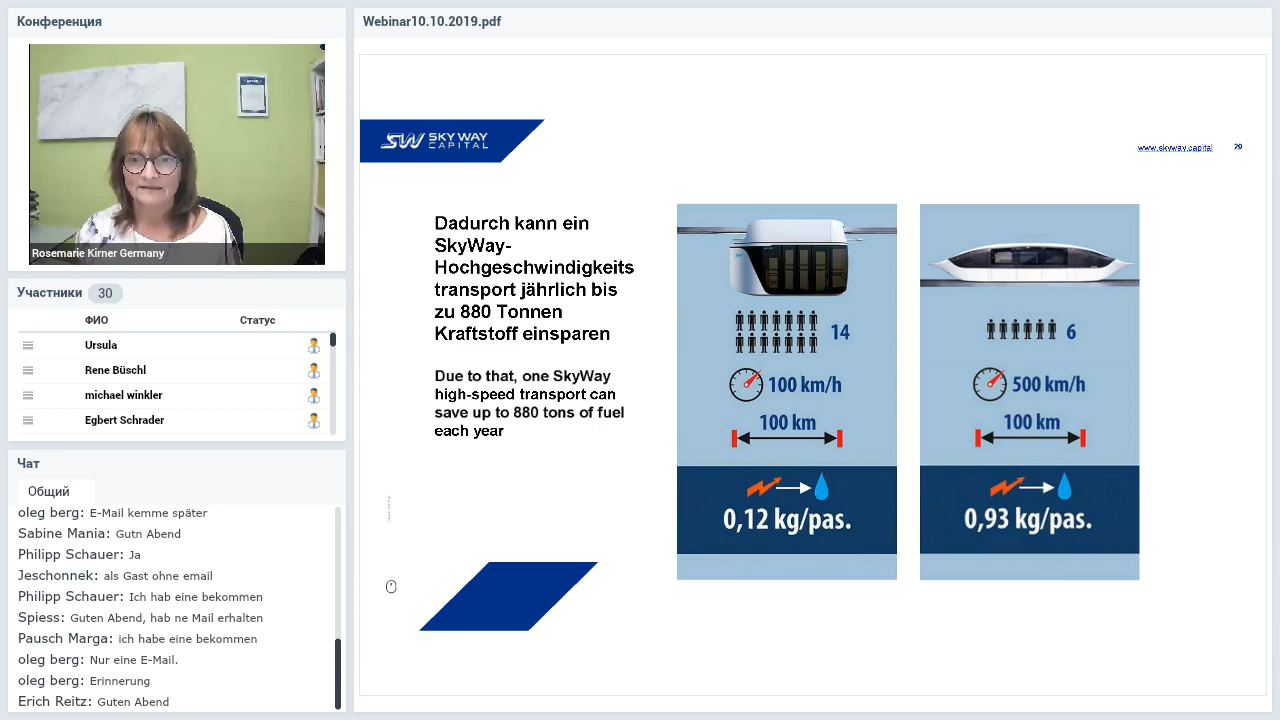 Конференция
Rosemarie Kirner Germany
Участники 30
ФИО Статус
Ursula
Rene Büschl
michael winkler
Egbert Schrader
Чат
Общий
oleg berg: E-Mail kemme später
Sabine Mania: Gutn Abend
Philipp Schauer: Ja
Jeschonnek: als Gast ohne email
Philipp Schauer: Ich hab eine bekommen
Spiess: Guten Abend, hab ne Mail erhalten
Pausch Marga: ich habe eine bekommen
oleg berg: Nur eine E-Mail.
oleg berg: Erinnerung
Erich Reitz: Guten Abend
Webinar10.10.2019.pdf
SW SKYWAY
CAPITAL
www.skyway.capital 29
Dadurch kann ein
SkyWay-
Hochgeschwindigkeits
transport jährlich bis
zu 880 Tonnen
Kraftstoff einsparen
Due to that, one SkyWay
high-speed transport can
save up to 880 tons of fuel
each year
14
100 km/h
100 km
0,12 kg/pas.
6
500 km/h
100 km
0,93 kg/pas.